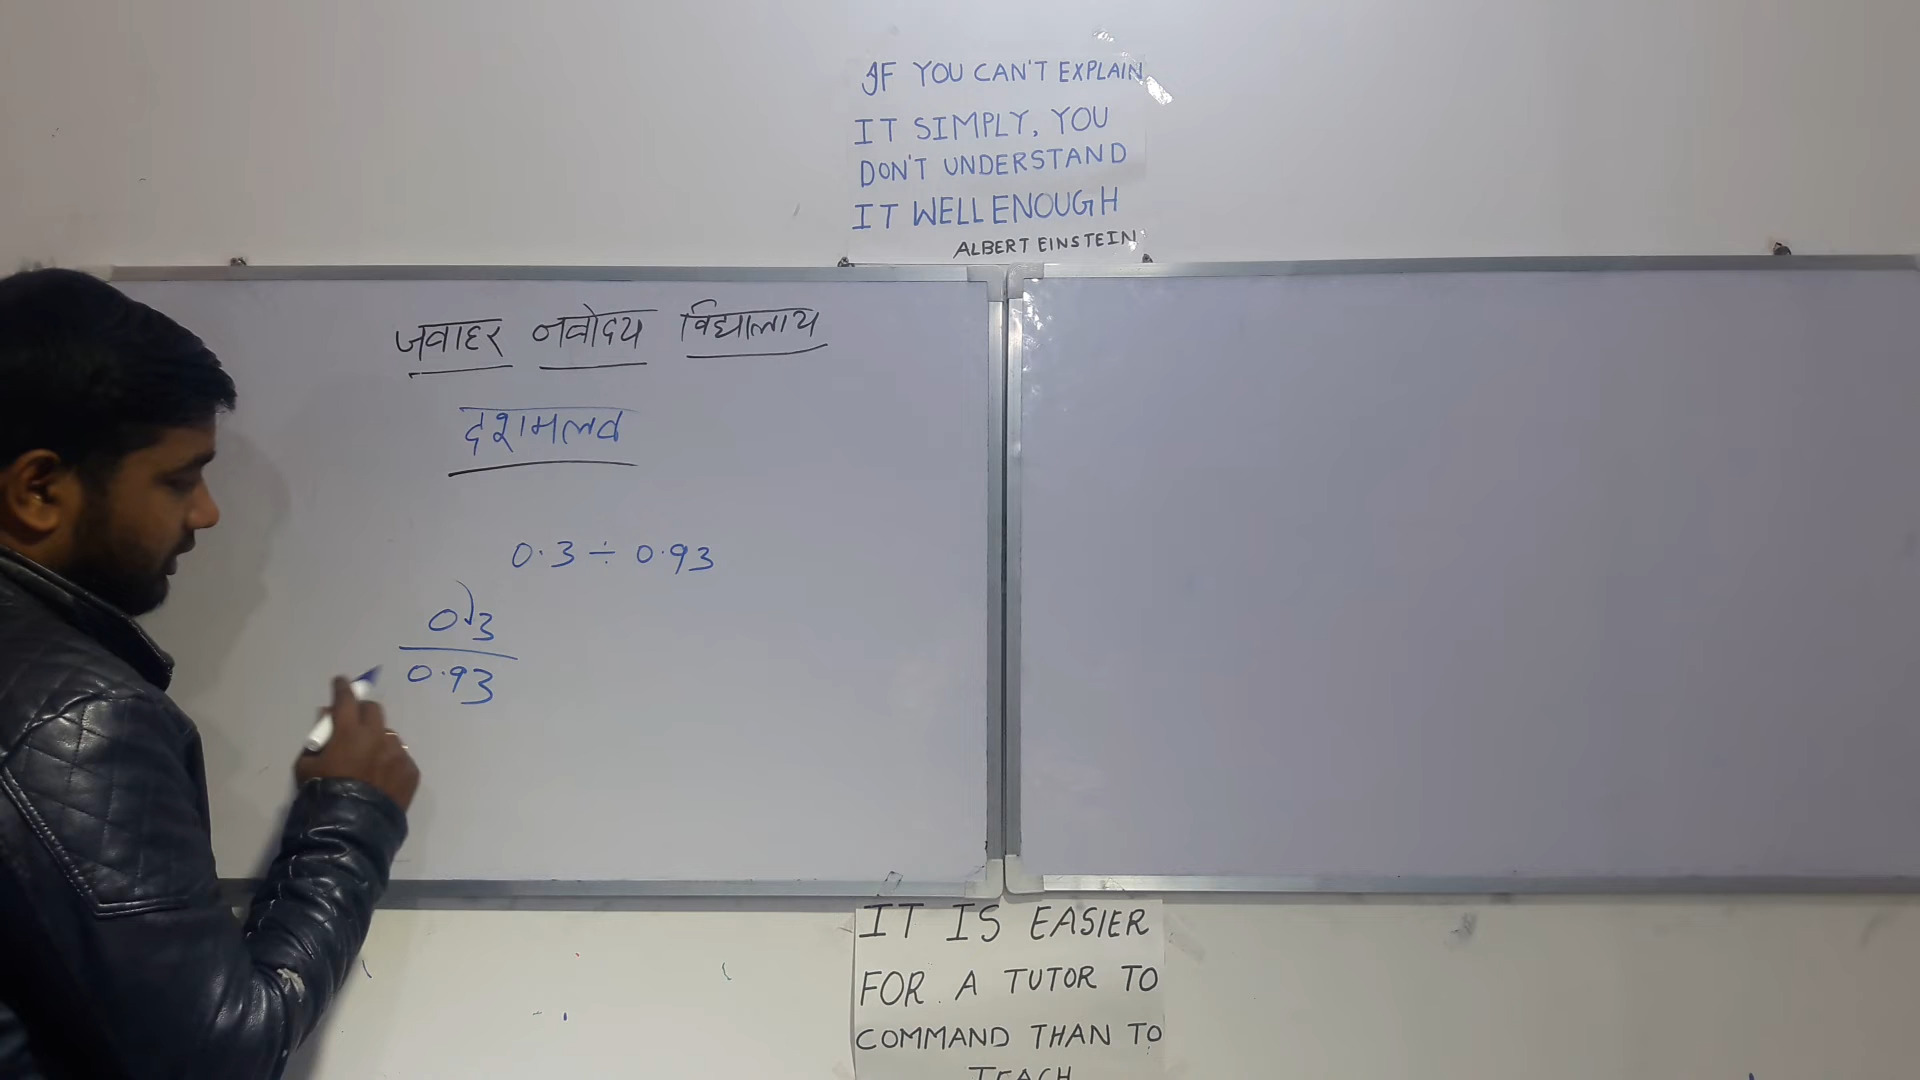 IF YOU CAN'T EXPLAIN
IT SIMPLY, YOU
DON'T UNDERSTAND
IT WELL ENOUGH
ALBERT EINSTEIN
जवाहर नवोदय विद्यालाय
दशमलव
0.3 ÷ 0.93
0.3
0.93
IT IS EASIER
FOR A TUTOR TO
COMMAND THAN TO
TEACH